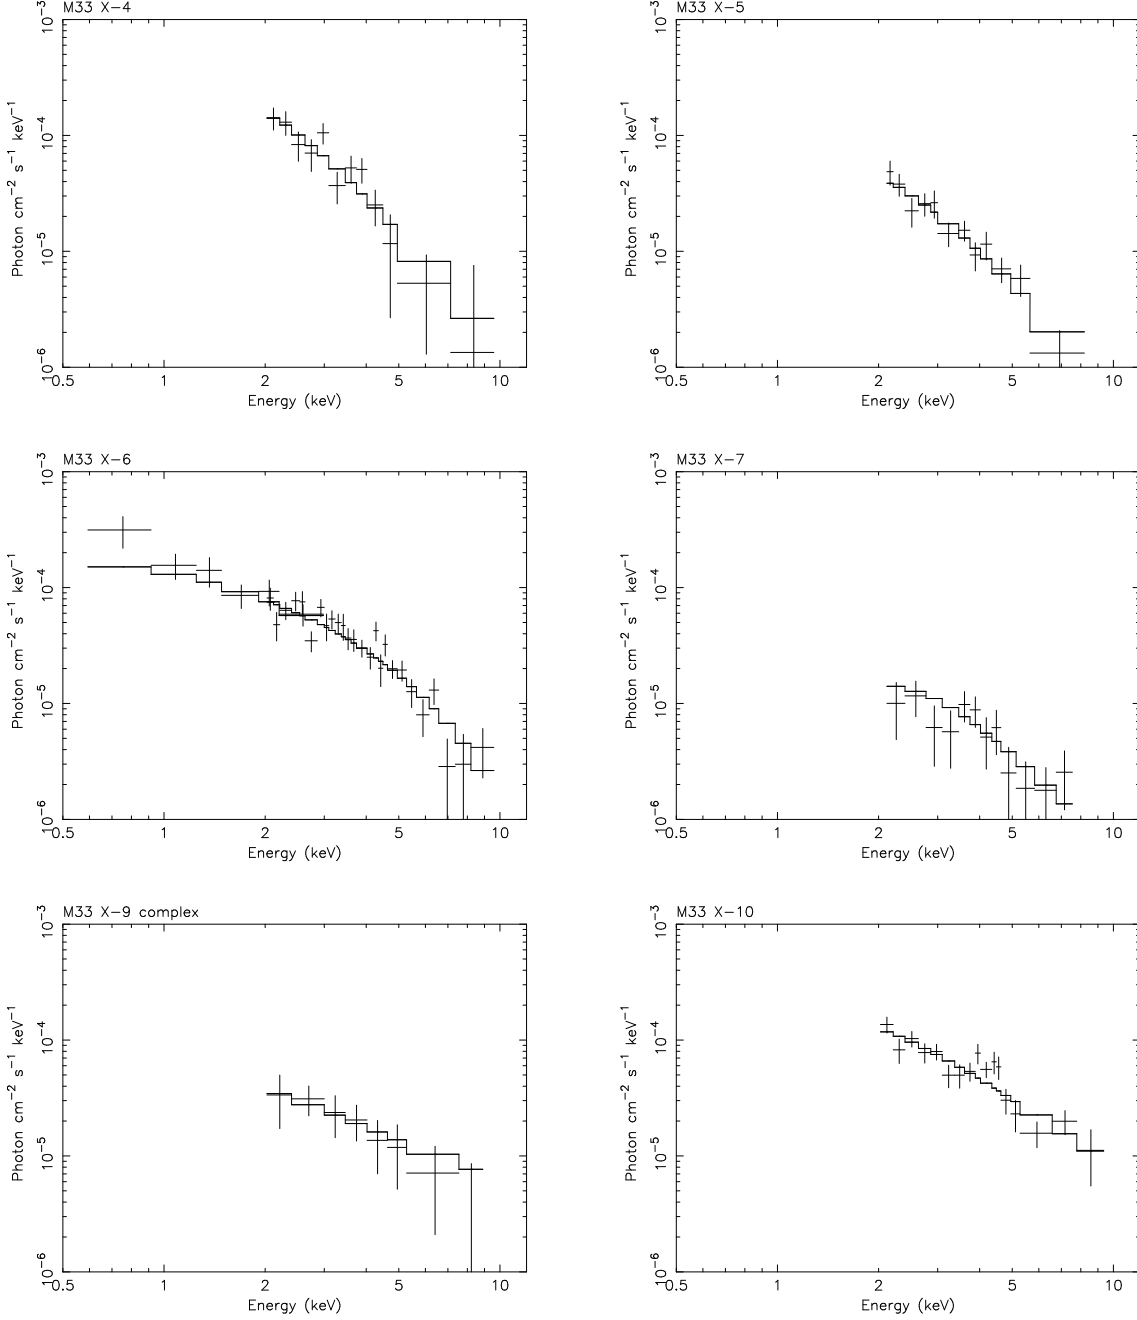 M33 X-4
Photon cm⁻² s⁻¹ keV⁻¹
10⁻³
10⁻⁴
10⁻⁵
10⁻⁶
0.5 1 2 5 10
Energy (keV)
M33 X-5
Photon cm⁻² s⁻¹ keV⁻¹
10⁻³
10⁻⁴
10⁻⁵
10⁻⁶
0.5 1 2 5 10
Energy (keV)
M33 X-6
Photon cm⁻² s⁻¹ keV⁻¹
10⁻³
10⁻⁴
10⁻⁵
10⁻⁶
0.5 1 2 5 10
Energy (keV)
M33 X-7
Photon cm⁻² s⁻¹ keV⁻¹
10⁻³
10⁻⁴
10⁻⁵
10⁻⁶
0.5 1 2 5 10
Energy (keV)
M33 X-9 complex
Photon cm⁻² s⁻¹ keV⁻¹
10⁻³
10⁻⁴
10⁻⁵
10⁻⁶
0.5 1 2 5 10
Energy (keV)
M33 X-10
Photon cm⁻² s⁻¹ keV⁻¹
10⁻³
10⁻⁴
10⁻⁵
10⁻⁶
0.5 1 2 5 10
Energy (keV)